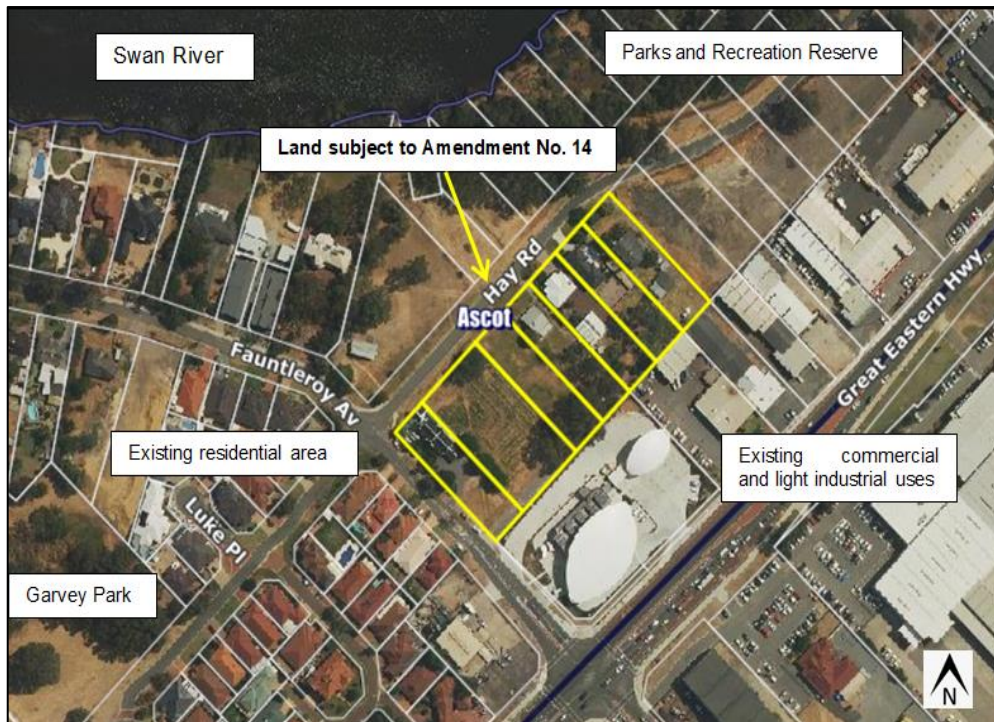 Swan River
Parks and Recreation Reserve
Land subject to Amendment No. 14
Hay Rd
Ascot
Great Eastern Hwy
Fauntleroy Av
Existing residential area
Existing commercial
and light industrial uses
Luke Pl
Garvey Park
N